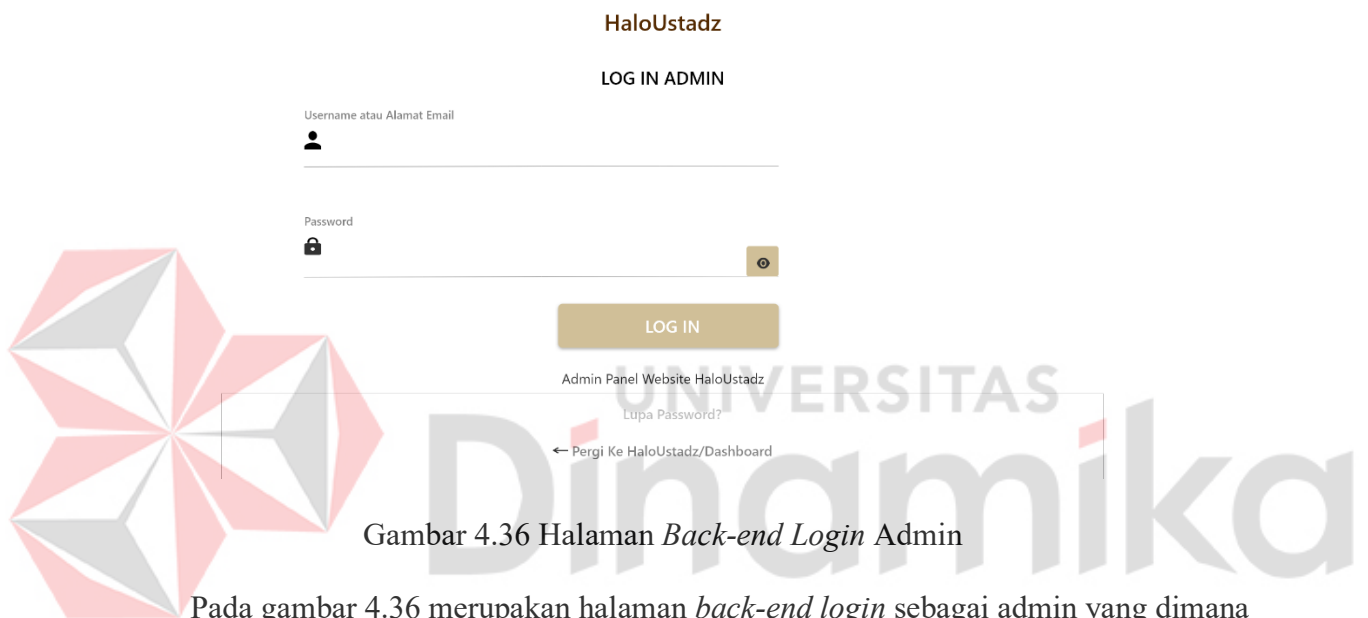 HaloUstadz
LOG IN ADMIN
Username atau Alamat Email
Password
LOG IN
Admin Panel Website HaloUstadz
UNIVERSITAS
Lupa Password?
Dinamika
← Pergi Ke HaloUstadz/Dashboard
Gambar 4.36 Halaman Back-end Login Admin
Pada gambar 4.36 merupakan halaman back-end login sebagai admin yang dimana